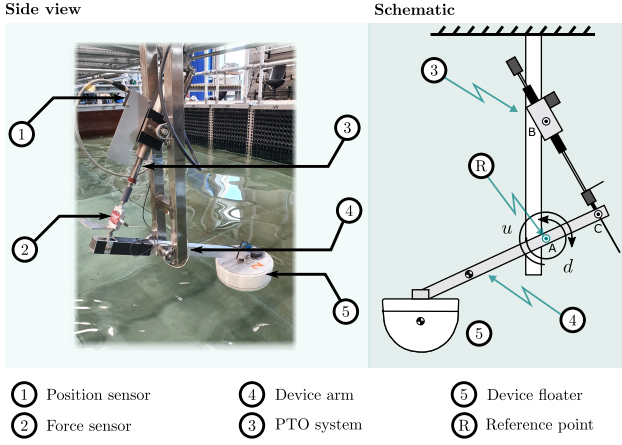 Side view
Schematic
1
2
3
4
5
3
B
R
C
u
A
d
5
4
1 Position sensor
4 Device arm
5 Device floater
2 Force sensor
3 PTO system
R Reference point